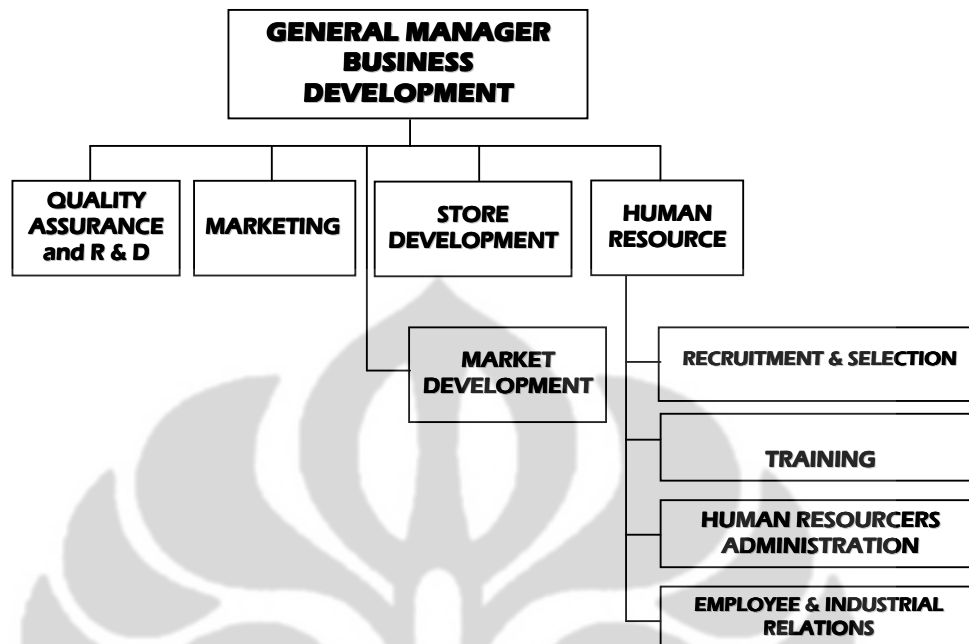 GENERAL MANAGER
BUSINESS
DEVELOPMENT
QUALITY
ASSURANCE
and R & D
MARKETING
STORE
DEVELOPMENT
HUMAN
RESOURCE
MARKET
DEVELOPMENT
RECRUITMENT & SELECTION
TRAINING
HUMAN RESOURCERS
ADMINISTRATION
EMPLOYEE & INDUSTRIAL
RELATIONS